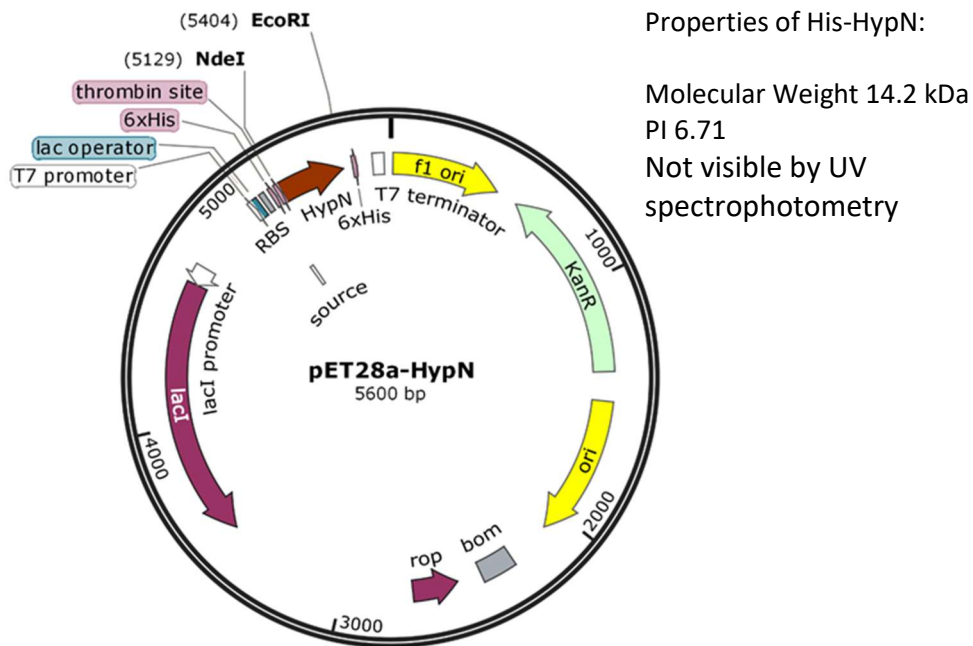 (5404) EcoRI
(5129) NdeI
thrombin site
6xHis
lac operator
T7 promoter
5000
RBS
HypN
6xHis
T7 terminator
f1 ori
1000
KanR
source
lacI promoter
lacI
pET28a-HypN
5600 bp
ori
4000
2000
bom
rop
3000
Properties of His-HypN:
Molecular Weight 14.2 kDa
PI 6.71
Not visible by UV
spectrophotometry